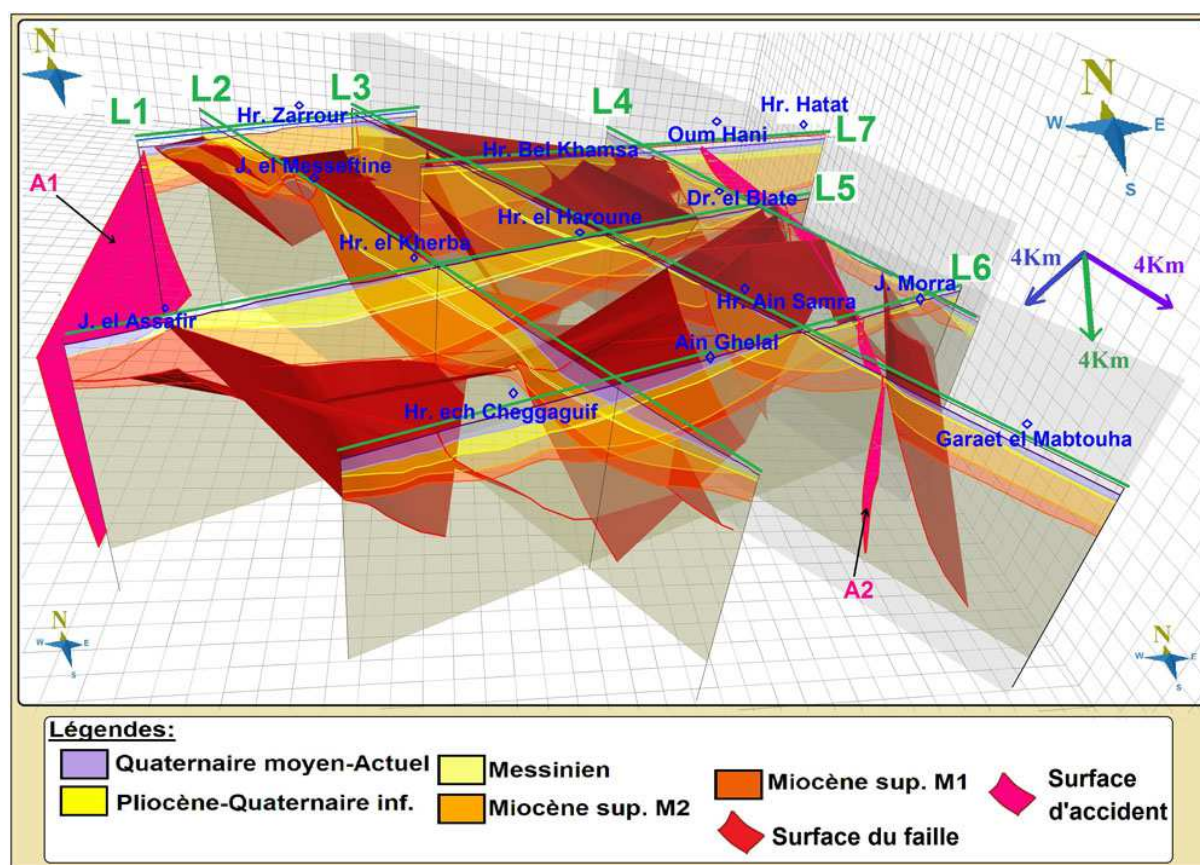 N
N
W E
S
L1
L2
L3
L4
L7
L5
L6
Hr. Zarrour
Hr. Hatat
Oum Hani
Hr. Bel Khamsa
J. el Messeftine
A1
Dr. el Blate
Hr. el Haroune
Hr. el Kherba
4Km
4Km
4Km
J. Morra
Hr. Ain Samra
J. el Assafir
Ain Ghelal
Hr. ech Cheggaguif
Garaet el Mabtouha
A2
N
W E
S
N
W E
S
Légendes:
Quaternaire moyen-Actuel
Pliocène-Quaternaire inf.
Messinien
Miocène sup. M2
Miocène sup. M1
Surface du faille
Surface
d'accident